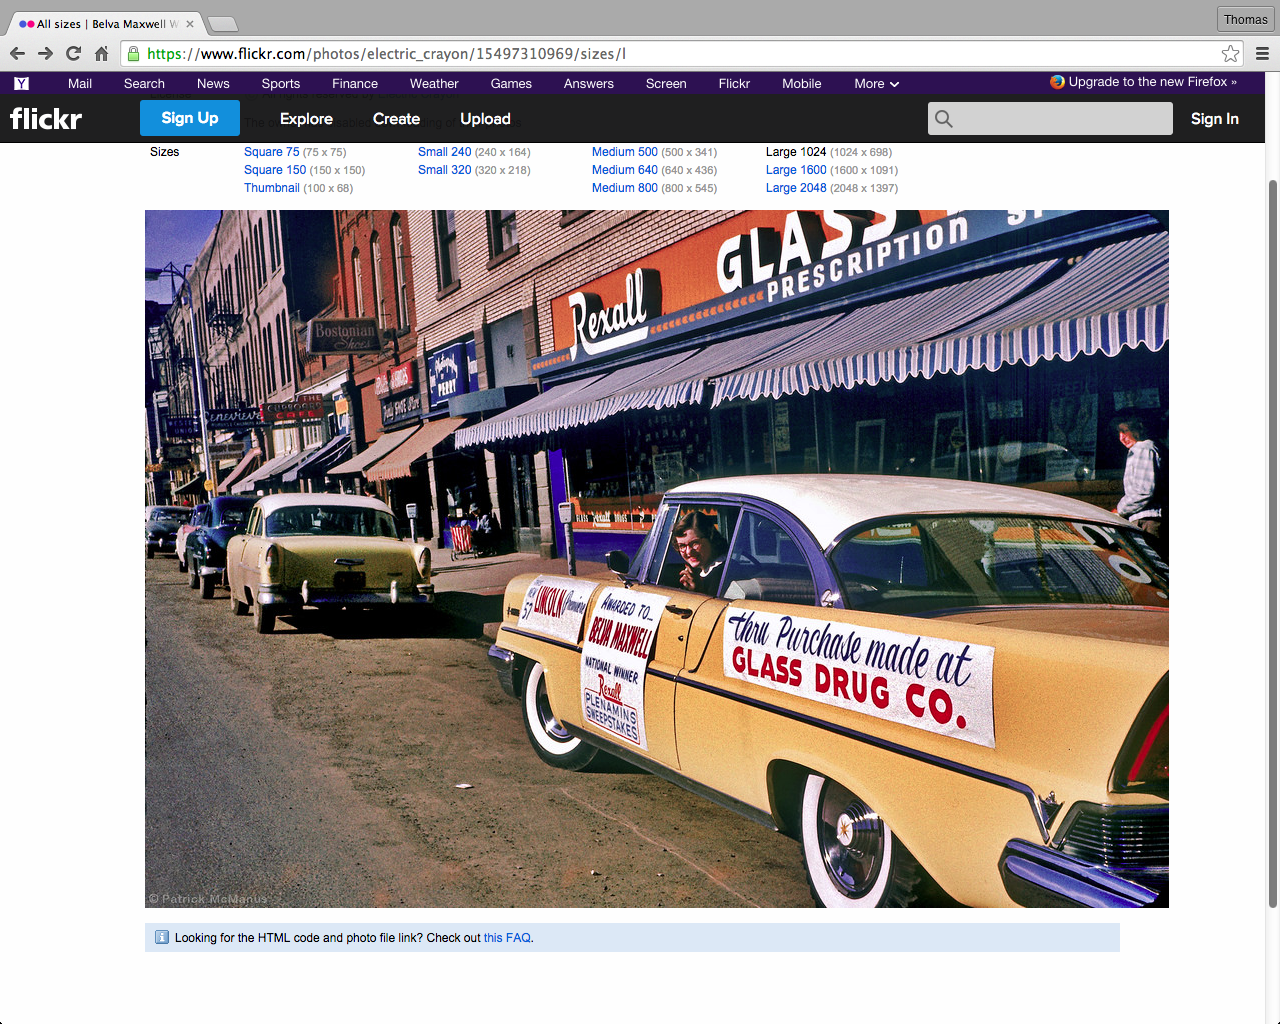 All sizes | Belva Maxwell W
Thomas
https://www.flickr.com/photos/electric_crayon/15497310969/sizes/l
Y Mail Search News Sports Finance Weather Games Answers Screen Flickr Mobile More Upgrade to the new Firefox »
flickr Sign Up Explore Create Upload Sign In
Sizes Square 75 (75 x 75) Small 240 (240 x 164) Medium 500 (500 x 341) Large 1024 (1024 x 698)
Square 150 (150 x 150) Small 320 (320 x 218) Medium 640 (640 x 436) Large 1600 (1600 x 1091)
Thumbnail (100 x 68) Medium 800 (800 x 545) Large 2048 (2048 x 1397)
GLASS
PRESCRIPTION
Rexall
Bostonian
Shoes
PERRY
THE
CUPBOARD
CAFE
Genevieve
WESTERN
UNION
57 LINCOLN Premiere
AWARDED TO...
BELVA MAXWELL
NATIONAL WINNER
Rexall
PLENAMINS
SWEEPSTAKES
thru Purchase made at
GLASS DRUG CO.
© Patrick McManus
Looking for the HTML code and photo file link? Check out this FAQ.